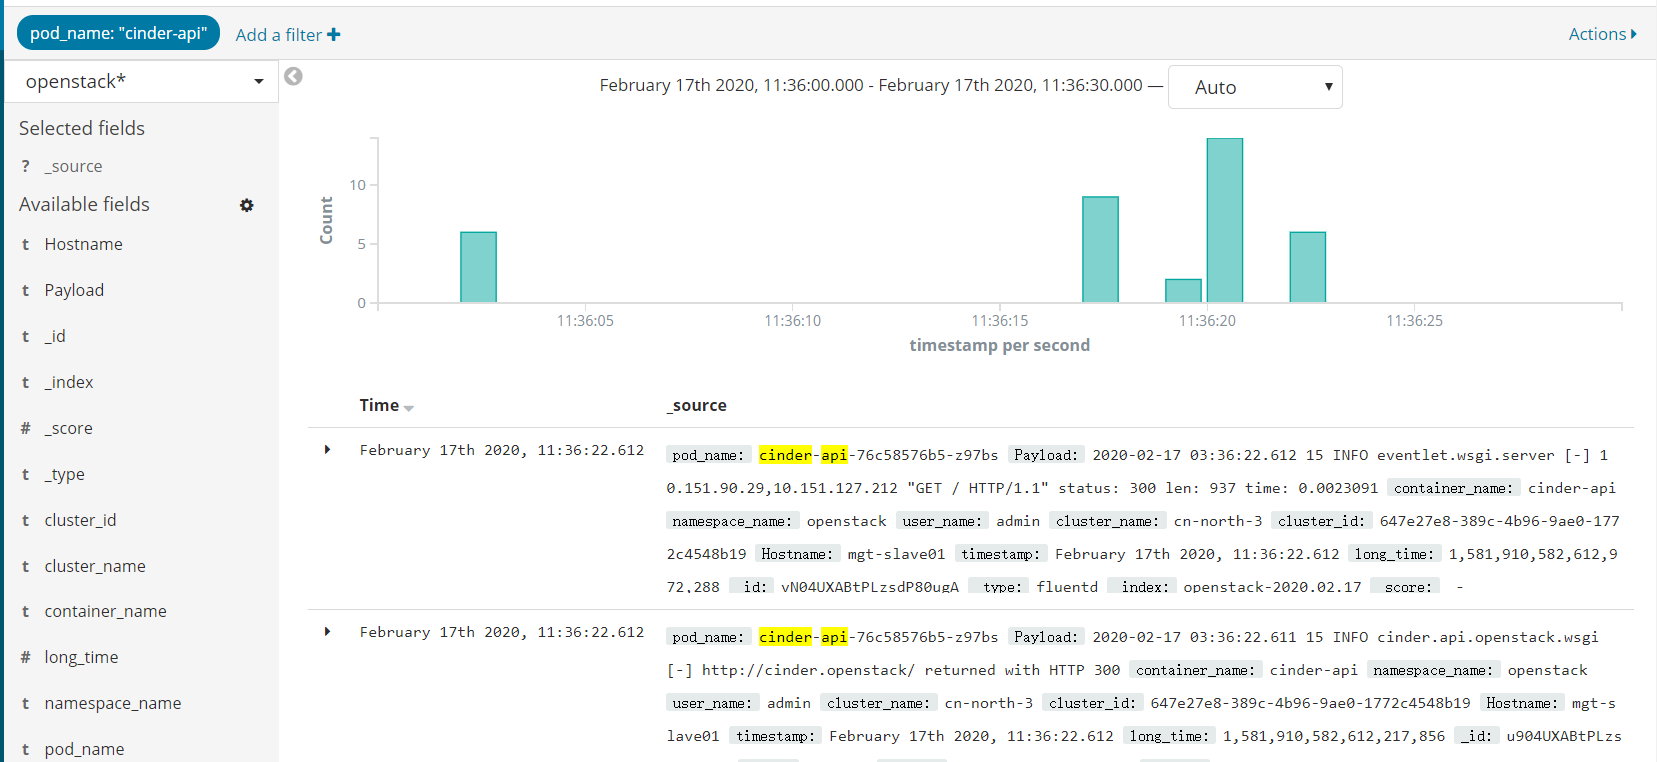 pod_name: "cinder-api"
Add a filter +
Actions
openstack*
February 17th 2020, 11:36:00.000 - February 17th 2020, 11:36:30.000 —
Auto
Selected fields
? _source
Available fields
t Hostname
t Payload
t _id
t _index
# _score
t _type
t cluster_id
t cluster_name
t container_name
# long_time
t namespace_name
t pod_name
Count
10
5
0
11:36:05
11:36:10
11:36:15
11:36:20
11:36:25
timestamp per second
Time
_source
February 17th 2020, 11:36:22.612
pod_name: cinder-api-76c58576b5-z97bs Payload: 2020-02-17 03:36:22.612 15 INFO eventlet.wsgi.server [-] 1
0.151.90.29,10.151.127.212 "GET / HTTP/1.1" status: 300 len: 937 time: 0.0023091 container_name: cinder-api
namespace_name: openstack user_name: admin cluster_name: cn-north-3 cluster_id: 647e27e8-389c-4b96-9ae0-177
2c4548b19 Hostname: mgt-slave01 timestamp: February 17th 2020, 11:36:22.612 long_time: 1,581,910,582,612,9
72,288 _id: vN04UXABtPLzsdP80ugA _type: fluentd _index: openstack-2020.02.17 _score: -
February 17th 2020, 11:36:22.612
pod_name: cinder-api-76c58576b5-z97bs Payload: 2020-02-17 03:36:22.611 15 INFO cinder.api.openstack.wsgi
[-] http://cinder.openstack/ returned with HTTP 300 container_name: cinder-api namespace_name: openstack
user_name: admin cluster_name: cn-north-3 cluster_id: 647e27e8-389c-4b96-9ae0-1772c4548b19 Hostname: mgt-s
lave01 timestamp: February 17th 2020, 11:36:22.612 long_time: 1,581,910,582,612,217,856 _id: u904UXABtPLzs